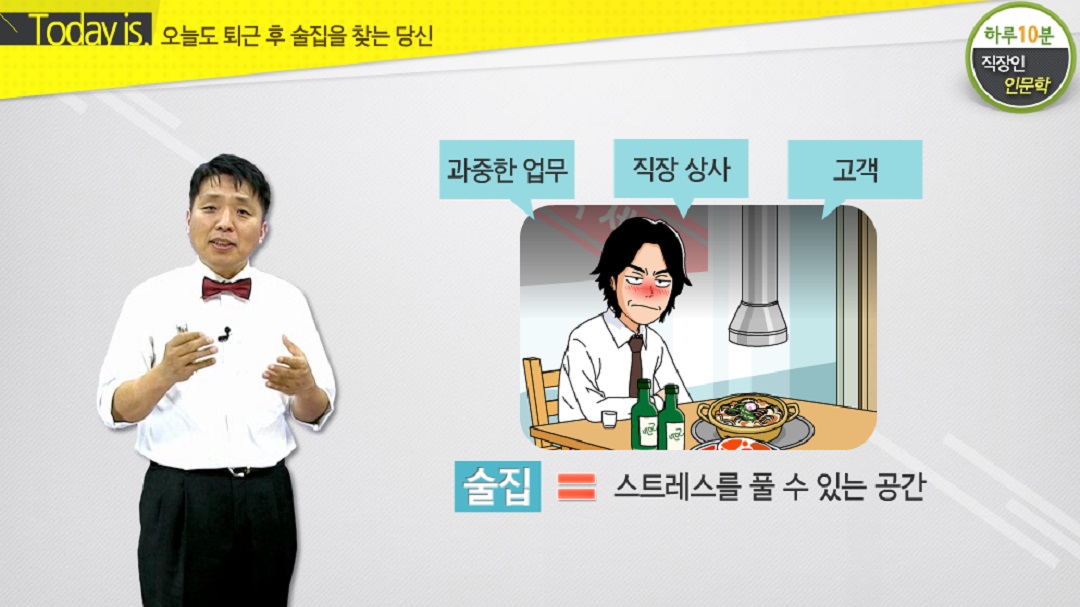 Today is. 오늘도 퇴근 후 술집을 찾는 당신
하루10분
직장인
인문학
과중한 업무
직장 상사
고객
술집 = 스트레스를 풀 수 있는 공간